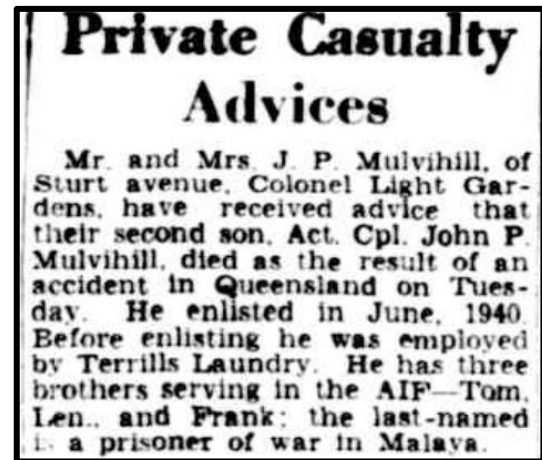 Private Casualty
Advices
Mr. and Mrs. J. P. Mulvihill, of
Sturt avenue, Colonel Light Gar-
dens, have received advice that
their second son, Act. Cpl. John P.
Mulvihill, died as the result of an
accident in Queensland on Tues-
day. He enlisted in June, 1940.
Before enlisting he was employed
by Terrills Laundry. He has three
brothers serving in the AIF—Tom,
Len., and Frank; the last-named
is a prisoner of war in Malaya.